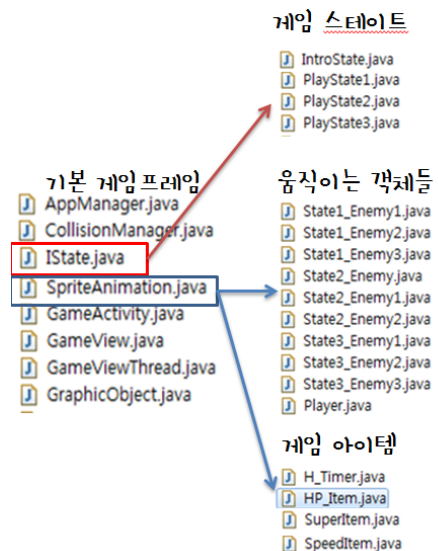 게임 스테이트
IntroState.java
PlayState1.java
PlayState2.java
PlayState3.java
기본 게임프레임
AppManager.java
CollisionManager.java
IState.java
SpriteAnimation.java
GameActivity.java
GameView.java
GameViewThread.java
GraphicObject.java
움직이는 객체들
State1_Enemy1.java
State1_Enemy2.java
State1_Enemy3.java
State2_Enemy.java
State2_Enemy1.java
State2_Enemy2.java
State3_Enemy1.java
State3_Enemy2.java
State3_Enemy3.java
Player.java
게임 아이템
H_Timer.java
HP_Item.java
SuperItem.java
SpeedItem.java